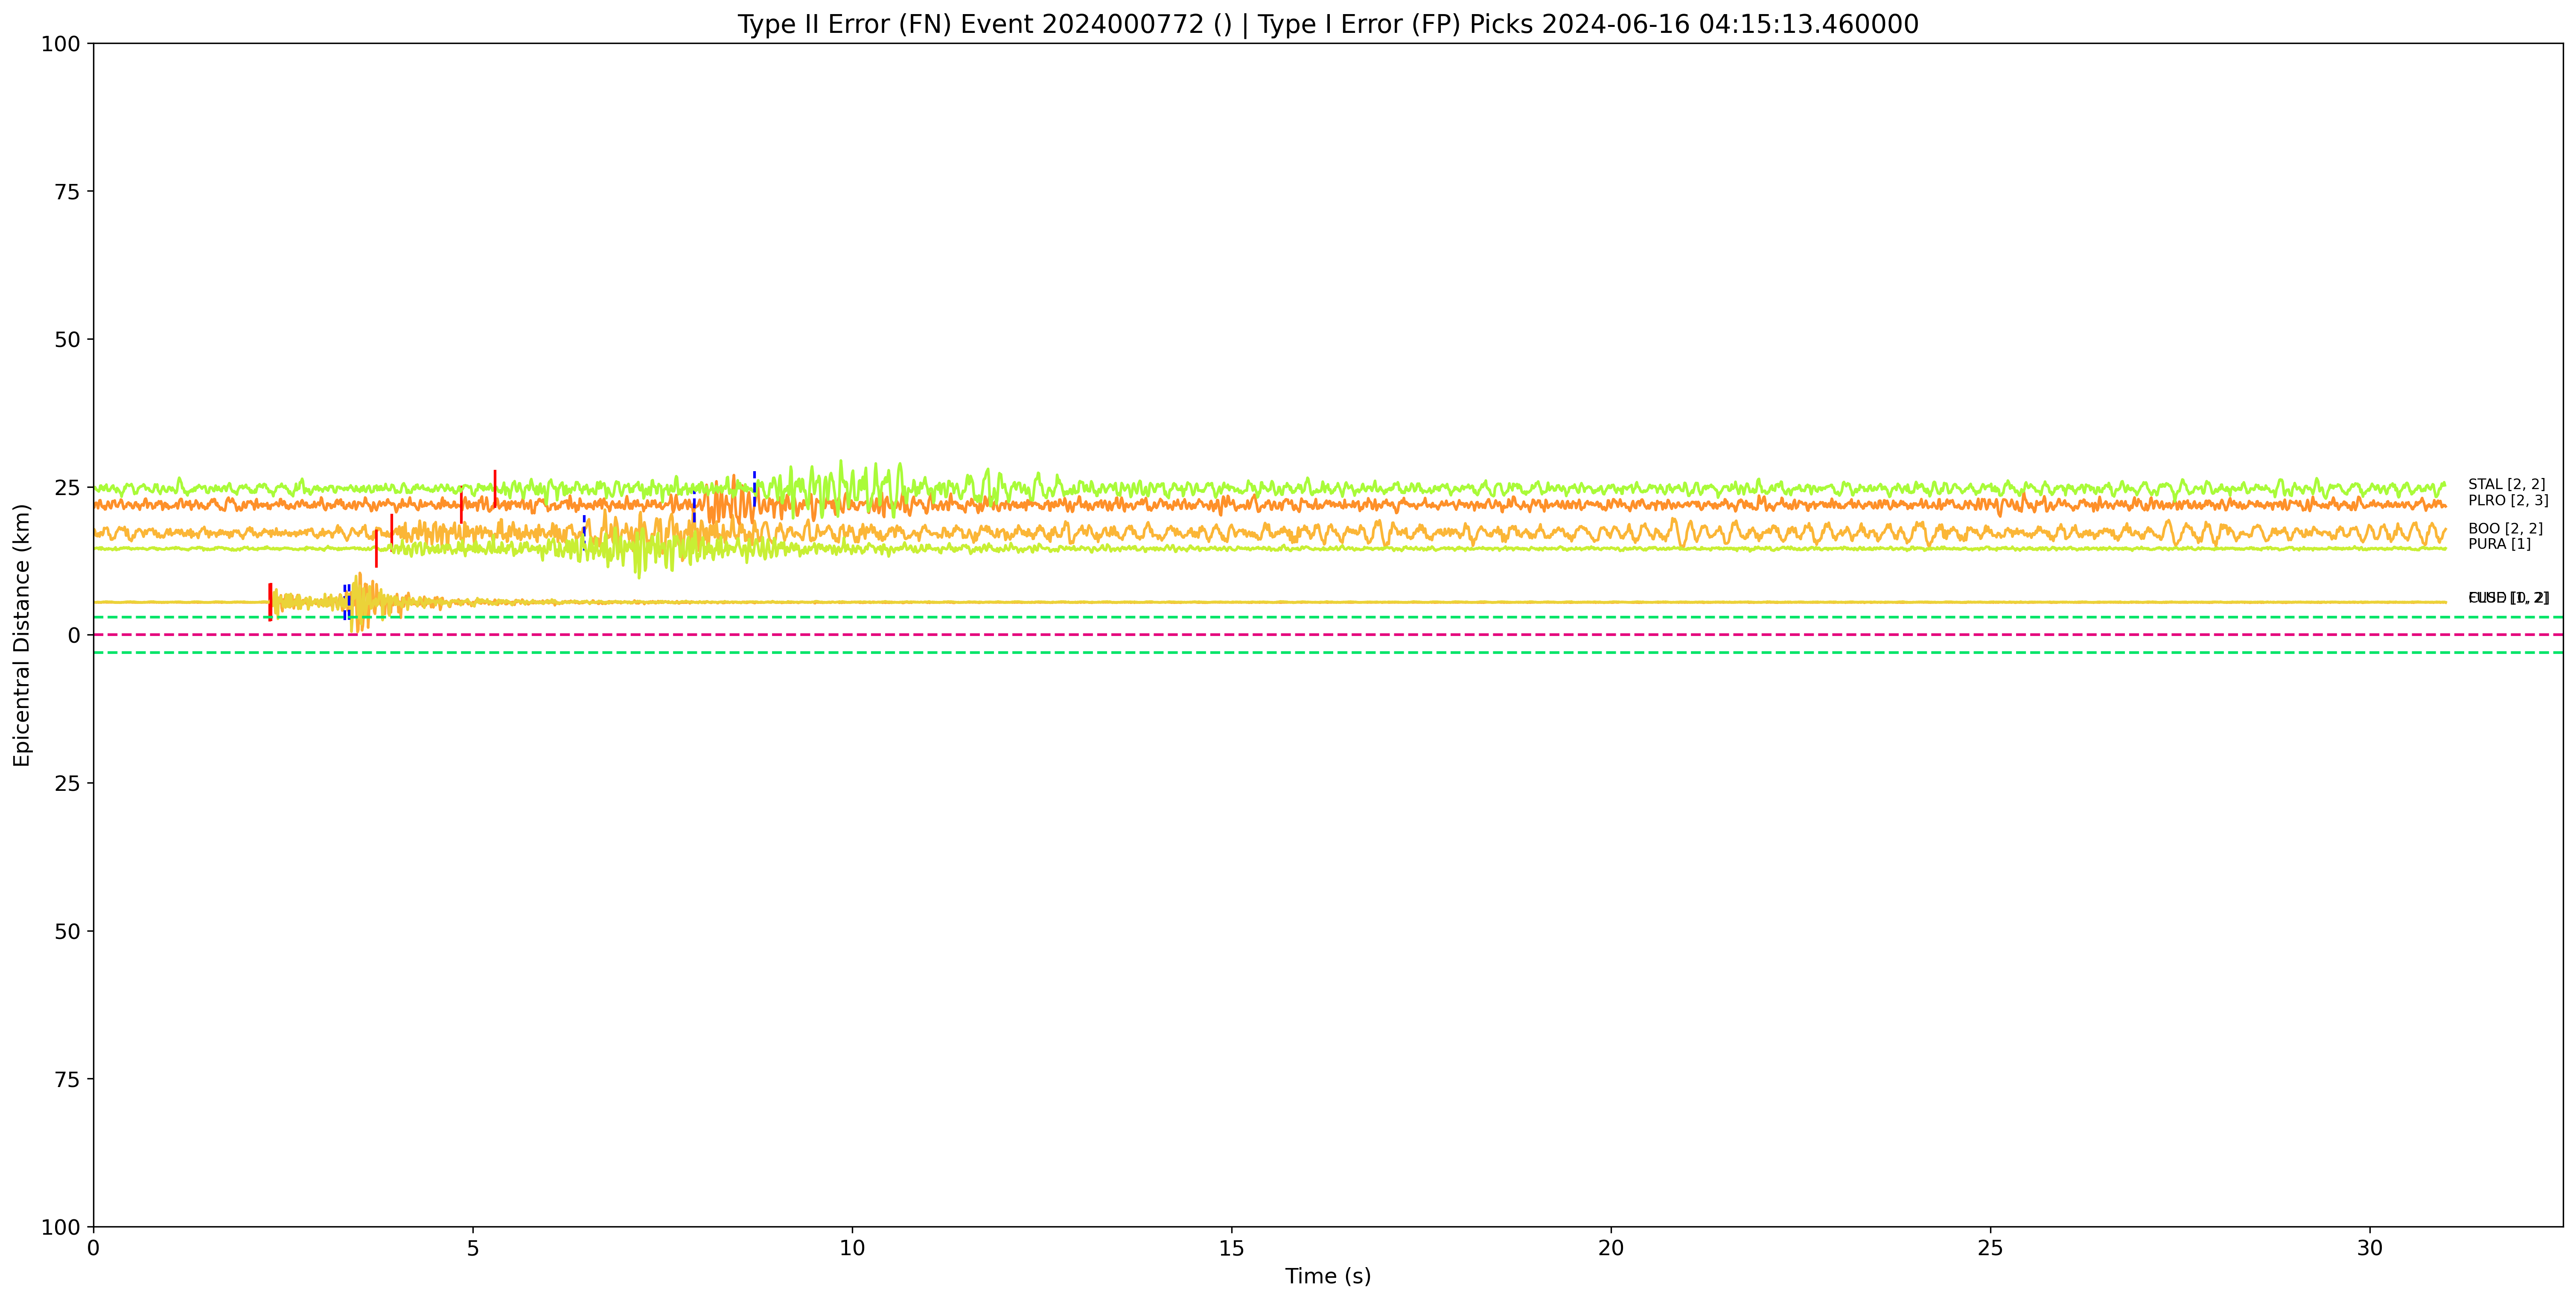 Type II Error (FN) Event 2024000772 () | Type I Error (FP) Picks 2024-06-16 04:15:13.460000
100
75
50
25
0
25
50
75
100
Epicentral Distance (km)
STAL [2, 2]
PLRO [2, 3]
BOO [2, 2]
PURA [1]
0
5
10
15
20
25
30
Time (s)